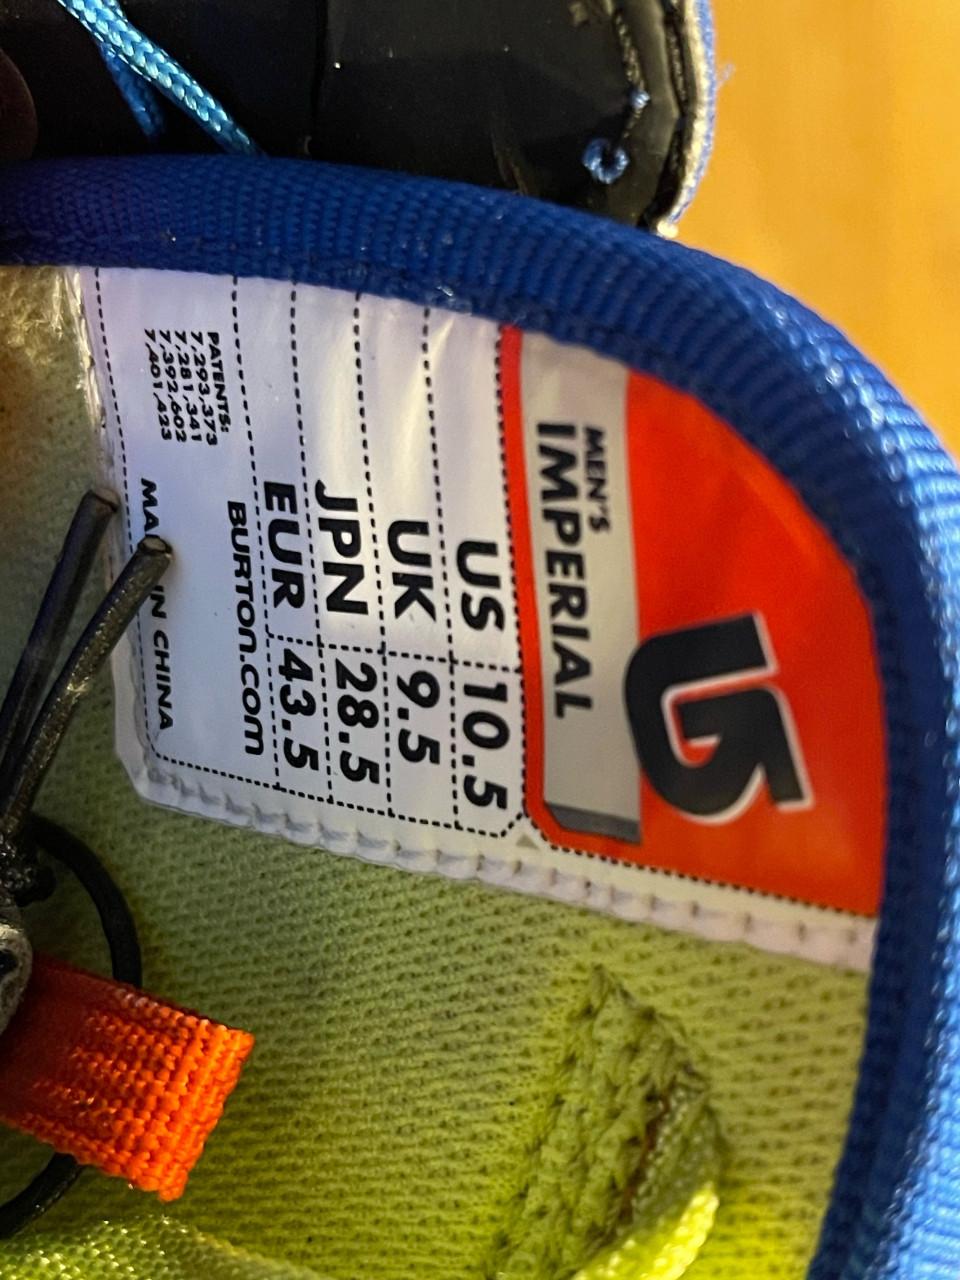 MEN'S
IMPERIAL
US 10.5
UK 9.5
JPN 28.5
EUR 43.5
BURTON.COM
PATENTS:
7,293,373
7,281,341
7,392,602
7,401,423
IN CHINA